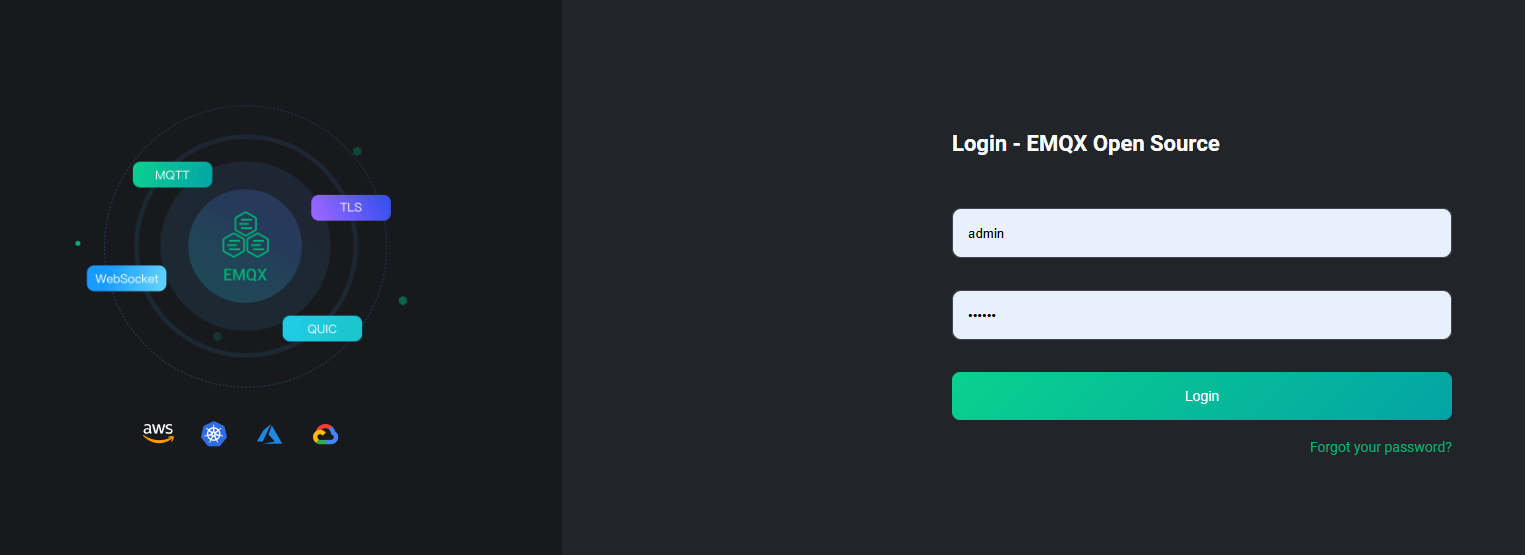 MQTT
TLS
EMQX
WebSocket
QUIC
aws
Login - EMQX Open Source
admin
••••••
Login
Forgot your password?